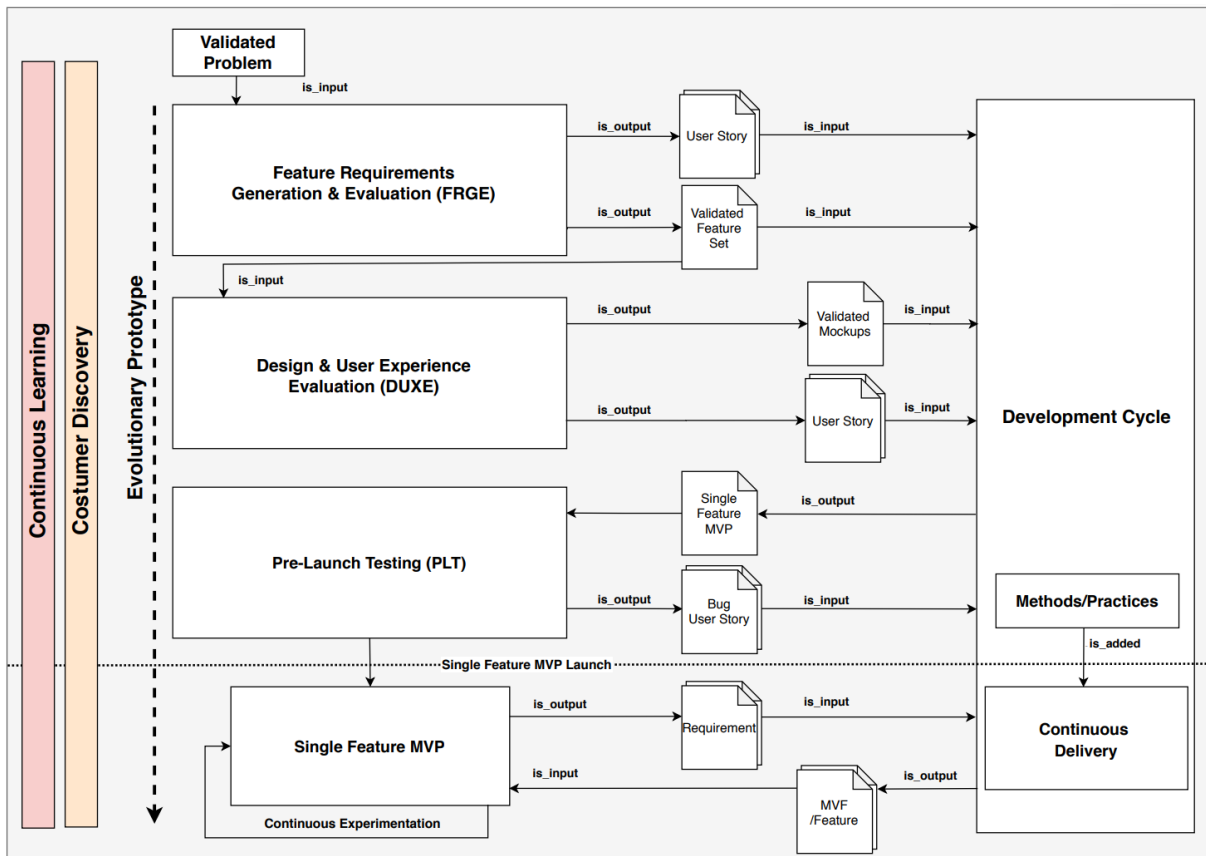 Validated
Problem
is_input
Feature Requirements
Generation & Evaluation (FRGE)
is_output
User Story
is_input
is_output
Validated
Feature
Set
is_input
is_input
Design & User Experience
Evaluation (DUXE)
is_output
Validated
Mockups
is_input
is_output
User Story
is_input
Development Cycle
Pre-Launch Testing (PLT)
Single
Feature
MVP
is_output
is_output
Bug
User Story
is_input
Methods/Practices
is_added
Single Feature MVP Launch
Single Feature MVP
is_output
Requirement
is_input
Continuous
Delivery
is_input
MVF
/Feature
is_output
Continuous Experimentation
Continuous Learning
Costumer Discovery
Evolutionary Prototype